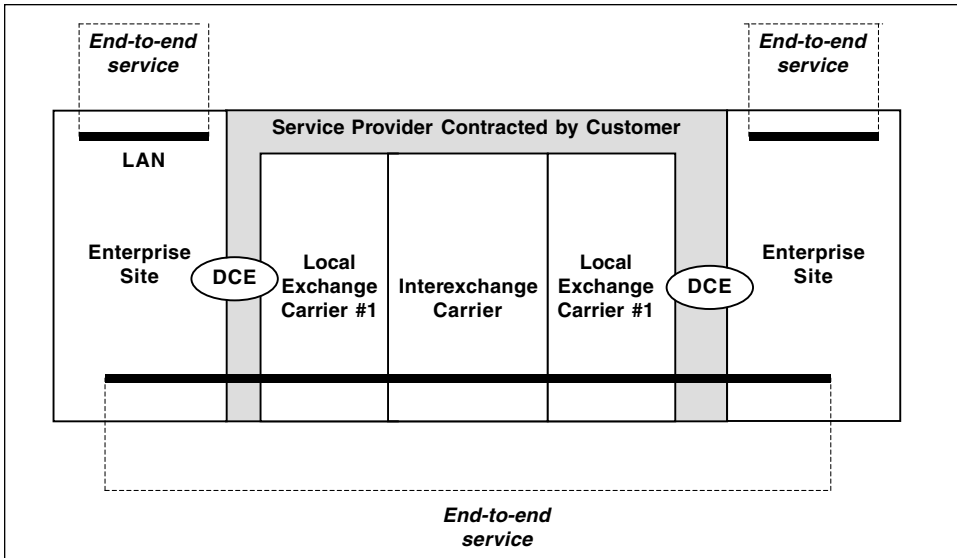 End-to-end
service
End-to-end
service
Service Provider Contracted by Customer
LAN
Enterprise
Site
DCE
Local
Exchange
Carrier #1
Interexchange
Carrier
Local
Exchange
Carrier #1
DCE
Enterprise
Site
End-to-end
service